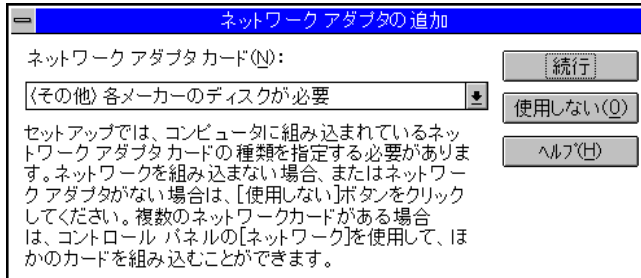 ネットワーク アダプタの追加
ネットワーク アダプタ カード(N):
続行
〈その他〉 各メーカーのディスクが必要
使用しない(O)
セットアップでは、コンピュータに組み込まれているネッ
トワーク アダプタ カードの種類を指定する必要がありま
ヘルプ(H)
す。ネットワークを組み込まない場合、またはネットワー
ク アダプタがない場合は、[使用しない]ボタンをクリック
してください。複数のネットワークカードがある場合
は、コントロール パネルの[ネットワーク]を使用して、ほ
かのカードを組み込むことができます。